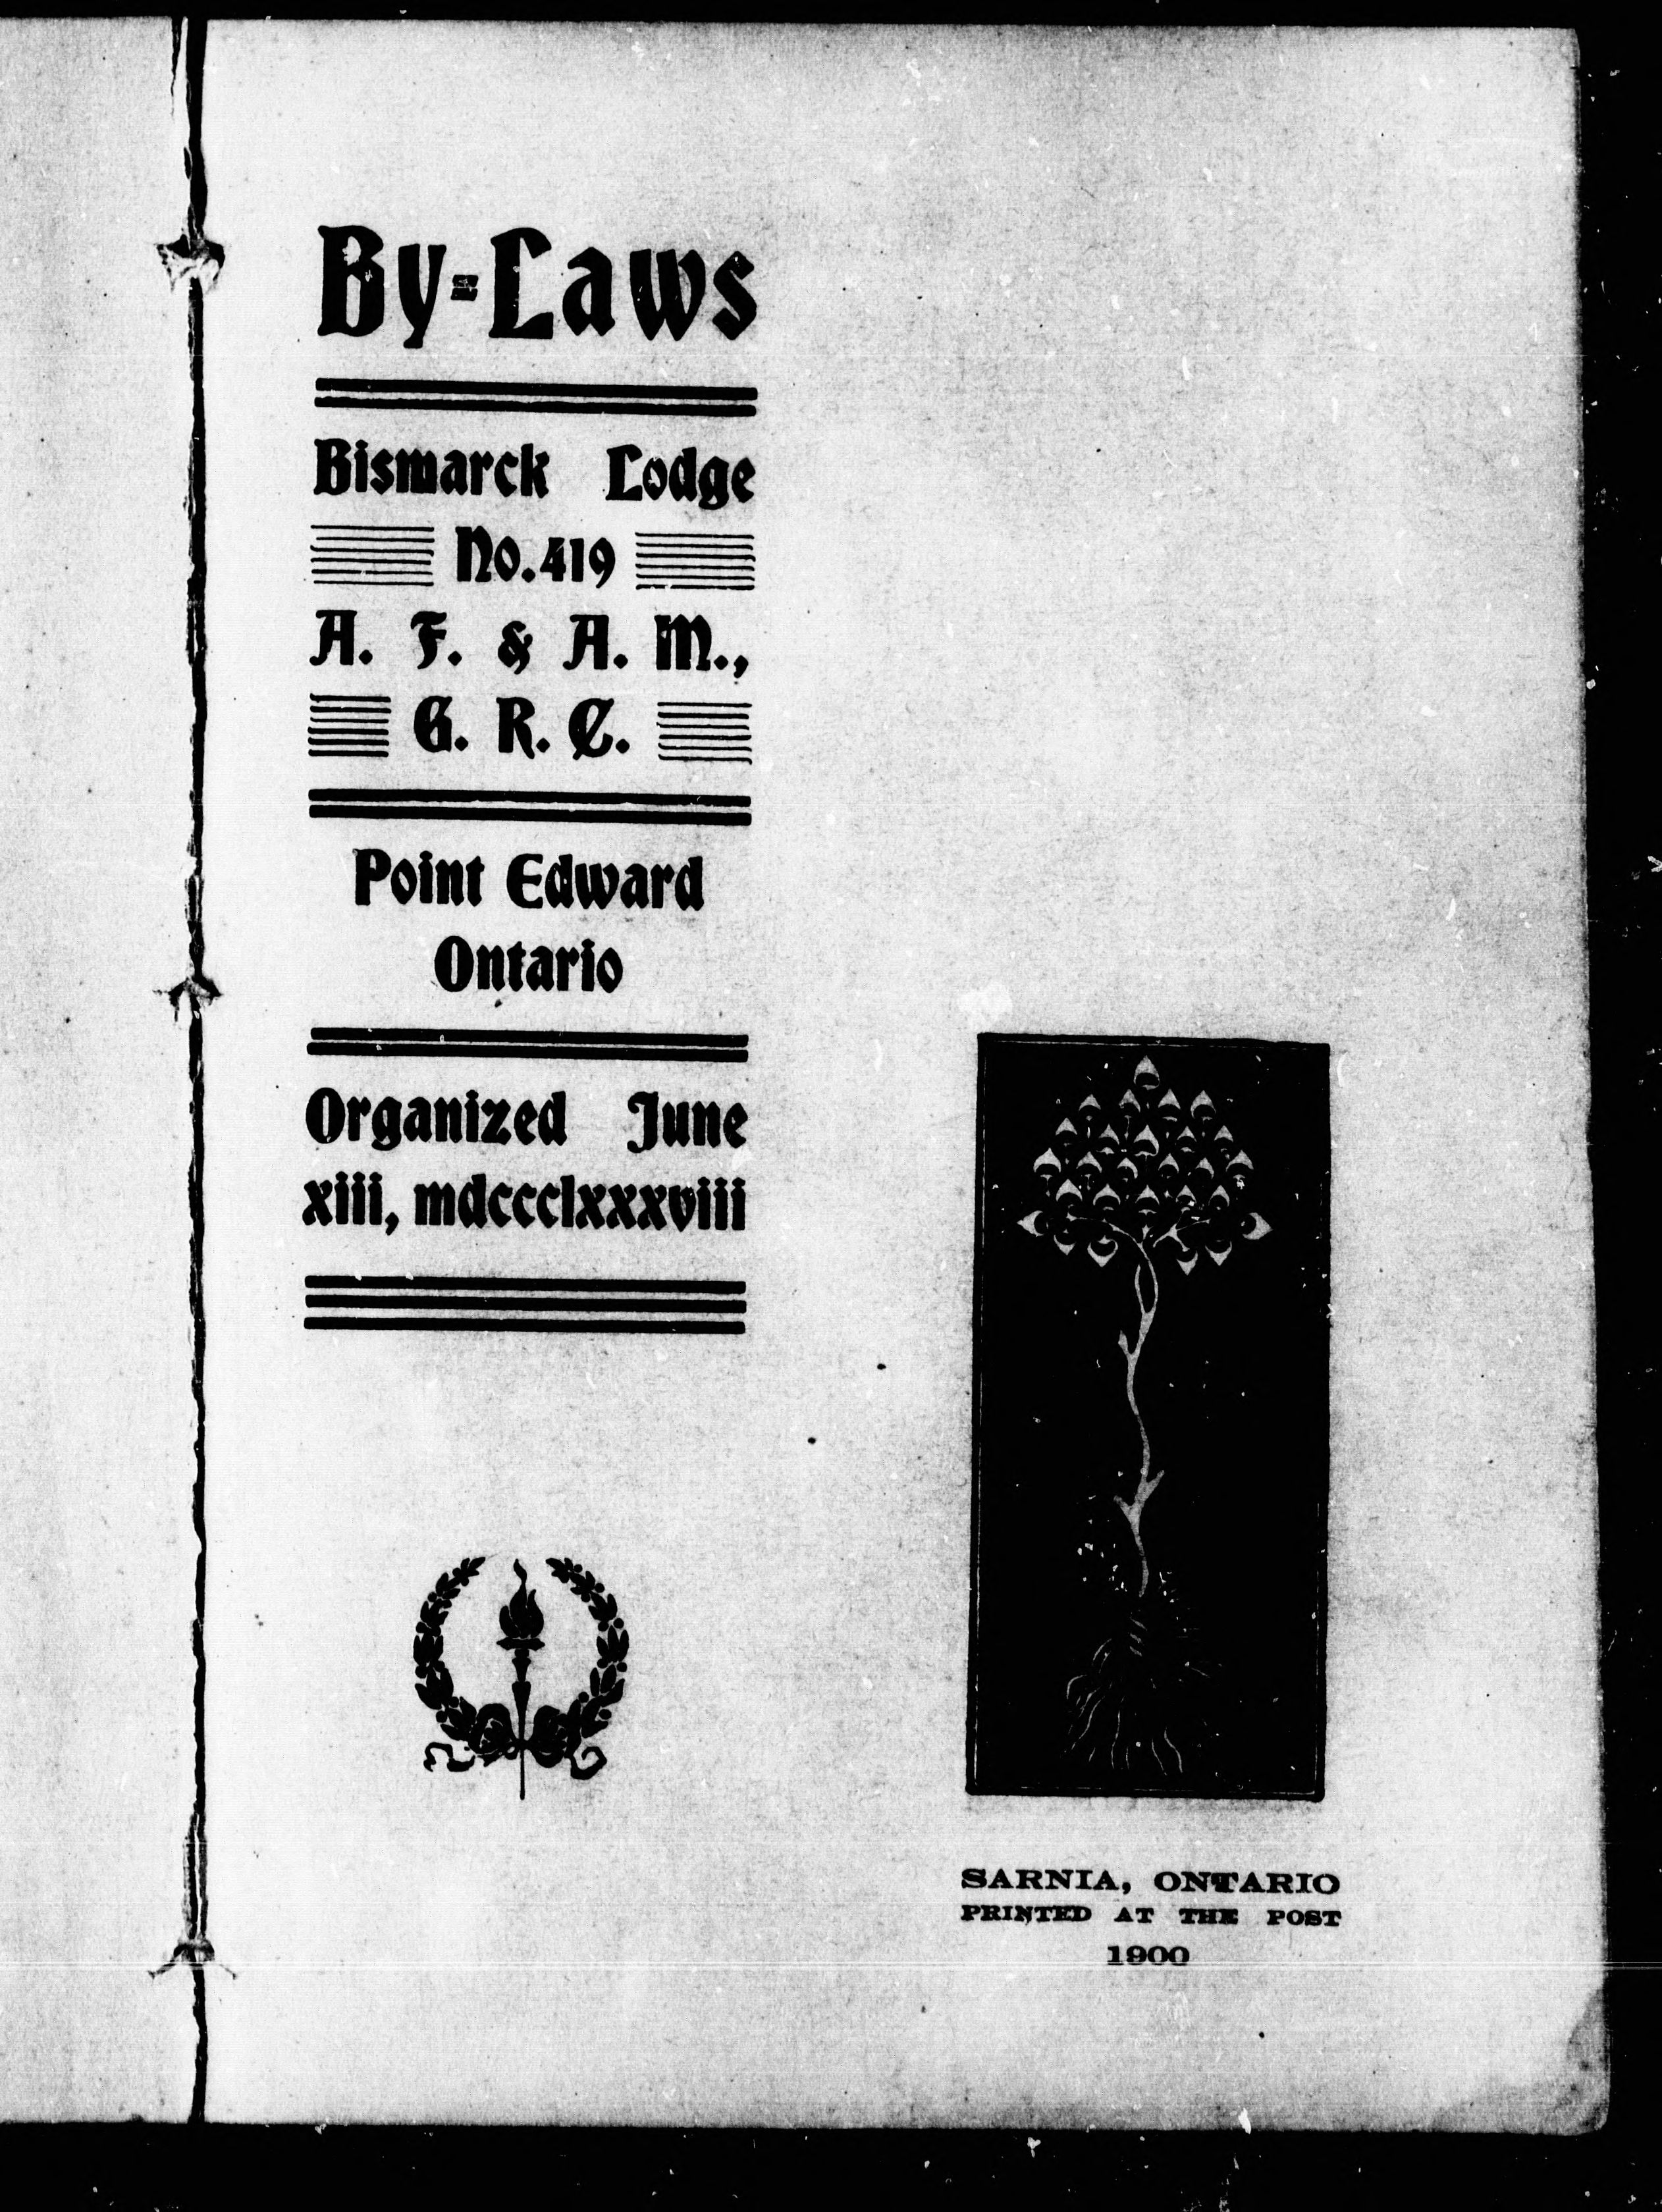 By-Laws
Bismarck Lodge
No. 419
A. F. & A. M.,
G. R. C.
Point Edward
Ontario
Organized June
xiii, mdccclxxxviii
SARNIA, ONTARIO
PRINTED AT THE POST
1900